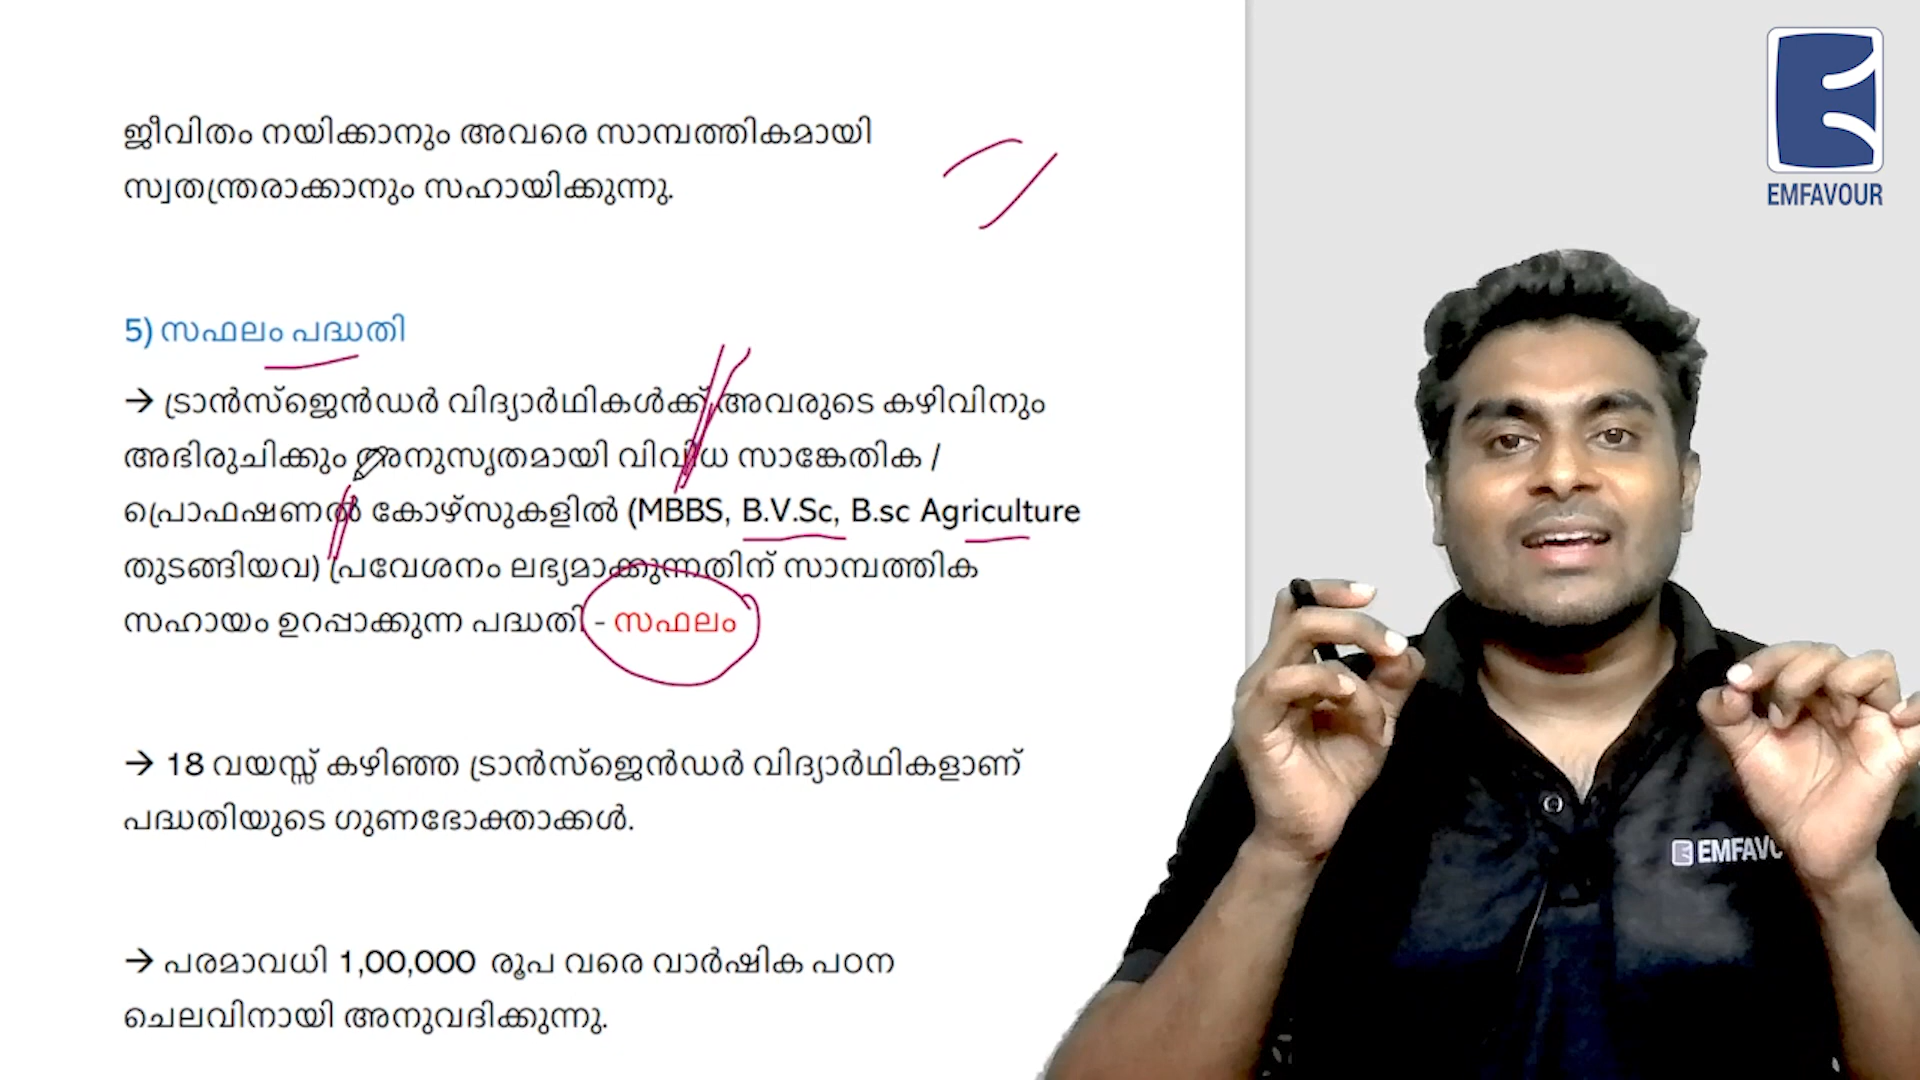 ജീവിതം നയിക്കാനും അവരെ സാമ്പത്തികമായി
സ്വതന്ത്രരാക്കാനും സഹായിക്കുന്നു.
5) സഫലം പദ്ധതി
→ ട്രാൻസ്ജെൻഡർ വിദ്യാർഥികൾക്ക് അവരുടെ കഴിവിനും
അഭിരുചിക്കും അനുസൃതമായി വിവിധ സാങ്കേതിക /
പ്രൊഫഷണൽ കോഴ്സുകളിൽ (MBBS, B.V.Sc, B.sc Agriculture
തുടങ്ങിയവ) പ്രവേശനം ലഭ്യമാക്കുന്നതിന് സാമ്പത്തിക
സഹായം ഉറപ്പാക്കുന്ന പദ്ധതി - സഫലം
→ 18 വയസ്സ് കഴിഞ്ഞ ട്രാൻസ്ജെൻഡർ വിദ്യാർഥികളാണ്
പദ്ധതിയുടെ ഗുണഭോക്താക്കൾ.
→ പരമാവധി 1,00,000 രൂപ വരെ വാർഷിക പഠന
ചെലവിനായി അനുവദിക്കുന്നു.
EMFAVOUR